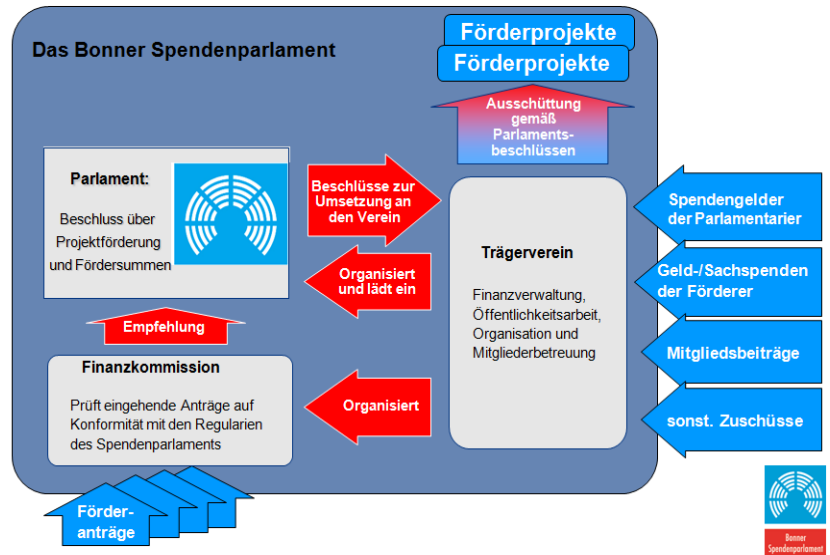 Das Bonner Spendenparlament
Förderprojekte
Förderprojekte
Ausschüttung
gemäß
Parlaments-
beschlüssen
Parlament:
Beschluss über
Projektförderung
und Fördersummen
Beschlüsse zur
Umsetzung an
den Verein
Organisiert
und lädt ein
Empfehlung
Finanzkommission
Prüft eingehende Anträge auf
Konformität mit den Regularien
des Spendenparlaments
Organisiert
Trägerverein
Finanzverwaltung,
Öffentlichkeitsarbeit,
Organisation und
Mitgliederbetreuung
Spendengelder
der Parlamentarier
Geld-/Sachspenden
der Förderer
Mitgliedsbeiträge
sonst. Zuschüsse
Förder-
anträge
Bonner
Spendenparlament